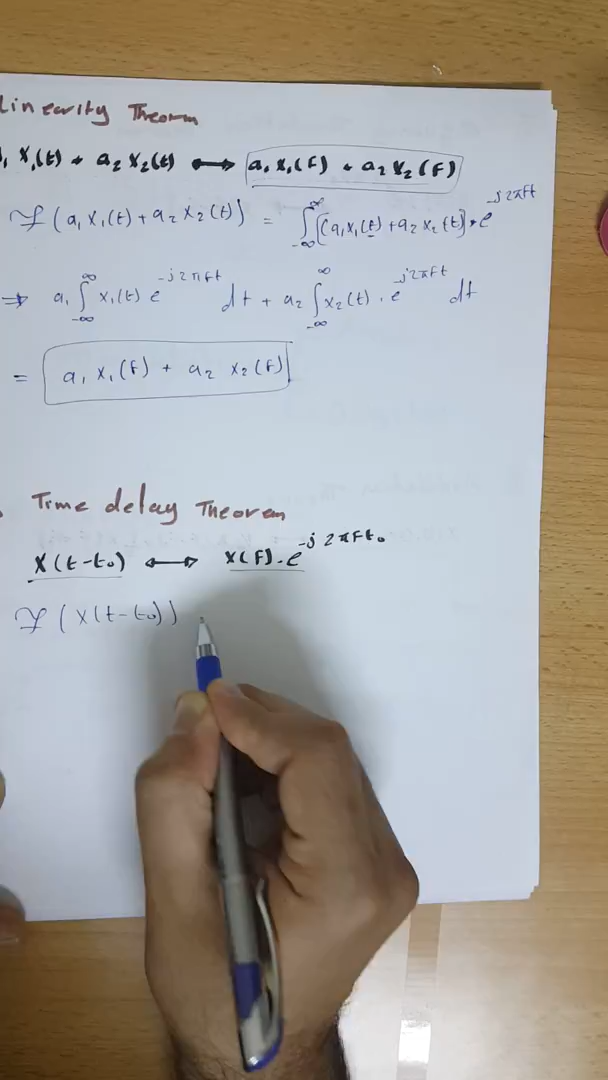 Linearity Theorem
a₁ X₁(t) + a₂ X₂(t) ⟷ a₁ X₁(F) + a₂ X₂(F)
ℱ(a₁ X₁(t) + a₂ X₂(t)) = ∫_{-∞}^{∞} [a₁x₁(t) + a₂ x₂(t)] · e^{-j2πft}
⇒ a₁ ∫_{-∞}^{∞} x₁(t) e^{-j2πft} dt + a₂ ∫_{-∞}^{∞} x₂(t) · e^{-j2πft} dt
= a₁ x₁(f) + a₂ x₂(f)
Time delay Theorem
X(t-t₀) ⟷ X(F) · e^{-j2πFt₀}
ℱ(X(t-t₀))